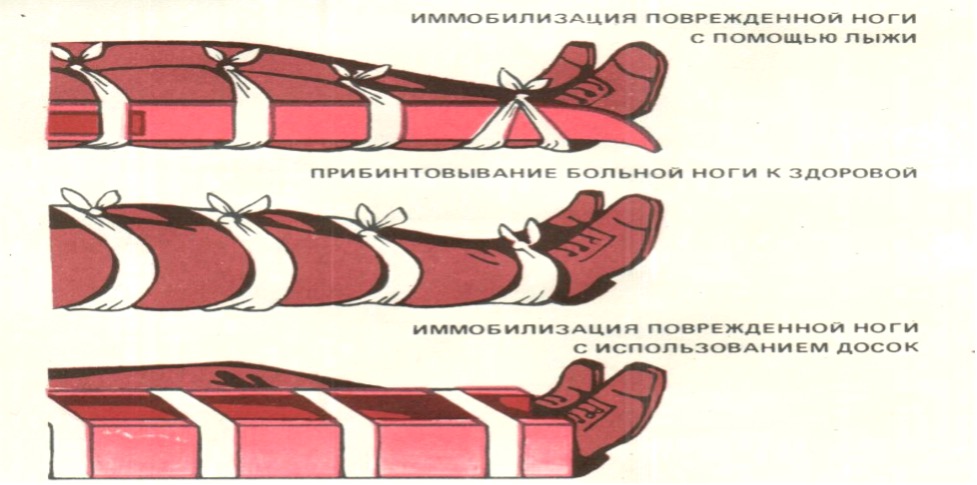 ИММОБИЛИЗАЦИЯ ПОВРЕЖДЕННОЙ НОГИ
С ПОМОЩЬЮ ЛЫЖИ
ПРИБИНТОВЫВАНИЕ БОЛЬНОЙ НОГИ К ЗДОРОВОЙ
ИММОБИЛИЗАЦИЯ ПОВРЕЖДЕННОЙ НОГИ
С ИСПОЛЬЗОВАНИЕМ ДОСОК